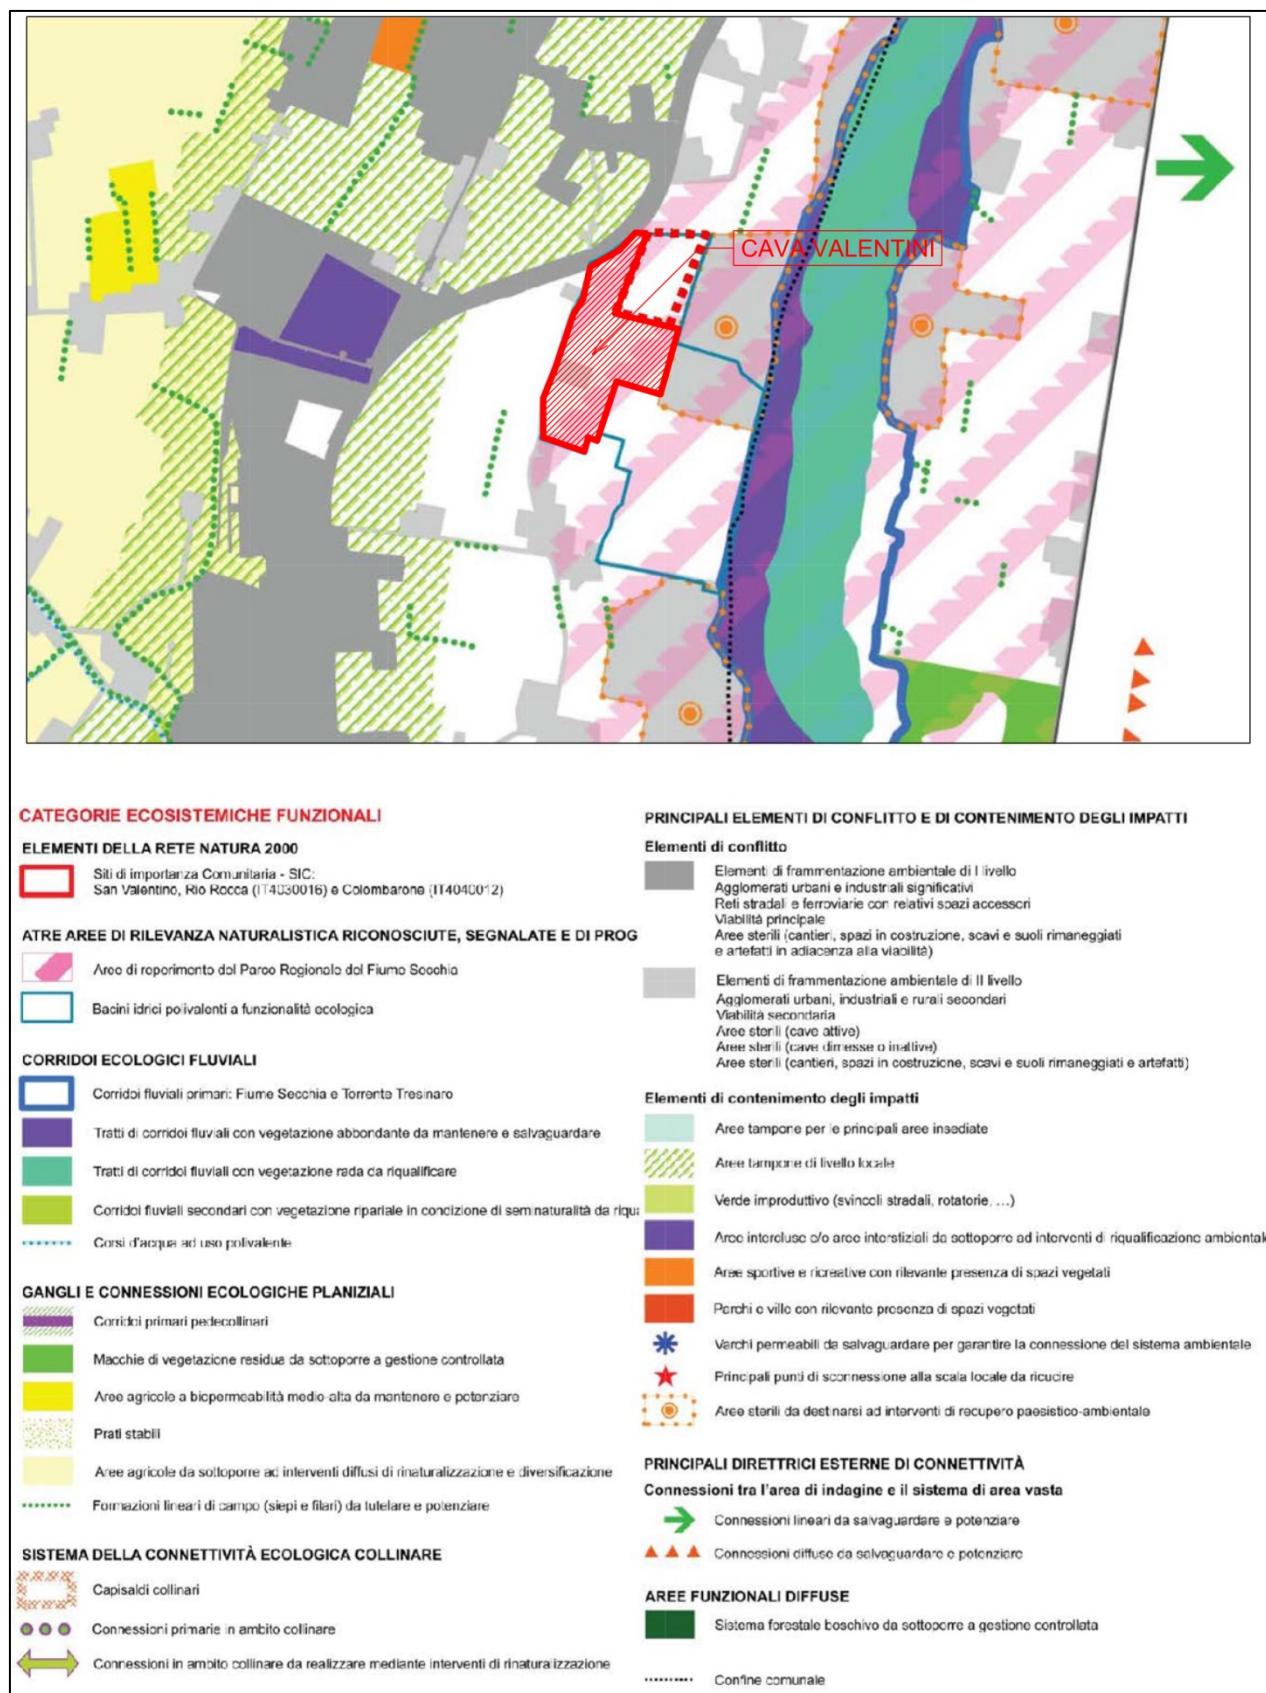 CAVA VALENTINI
CATEGORIE ECOSISTEMICHE FUNZIONALI
ELEMENTI DELLA RETE NATURA 2000
Siti di importanza Comunitaria - SIC:
San Valentino, Rio Rocca (IT4030016) e Colombarone (IT4040012)
ATRE AREE DI RILEVANZA NATURALISTICA RICONOSCIUTE, SEGNALATE E DI PROG
Aree di reperimento del Parco Regionale del Fiume Secchia
Bacini idrici polivalenti a funzionalità ecologica
CORRIDOI ECOLOGICI FLUVIALI
Corridoi fluviali primari: Fiume Secchia e Torrente Tresinaro
Tratti di corridoi fluviali con vegetazione abbondante da mantenere e salvaguardare
Tratti di corridoi fluviali con vegetazione rada da riqualificare
Corridoi fluviali secondari con vegetazione ripariale in condizione di seminaturalità da riqu
Corsi d'acqua ad uso polivalente
GANGLI E CONNESSIONI ECOLOGICHE PLANIZIALI
Corridoi primari pedecollinari
Macchie di vegetazione residua da sottoporre a gestione controllata
Aree agricole a biopermeabilità medio-alta da mantenere e potenziare
Prati stabili
Aree agricole da sottoporre ad interventi diffusi di rinaturalizzazione e diversificazione
Formazioni lineari di campo (siepi e filari) da tutelare e potenziare
SISTEMA DELLA CONNETTIVITÀ ECOLOGICA COLLINARE
Capisaldi collinari
Connessioni primarie in ambito collinare
Connessioni in ambito collinare da realizzare mediante interventi di rinaturalizzazione
PRINCIPALI ELEMENTI DI CONFLITTO E DI CONTENIMENTO DEGLI IMPATTI
Elementi di conflitto
Elementi di frammentazione ambientale di I livello
Agglomerati urbani e industriali significativi
Reti stradali e ferroviarie con relativi spazi accessori
Viabilità principale
Aree sterili (cantieri, spazi in costruzione, scavi e suoli rimaneggiati
e artefatti in adiacenza alla viabilità)
Elementi di frammentazione ambientale di II livello
Agglomerati urbani, industriali e rurali secondari
Viabilità secondaria
Aree sterili (cave attive)
Aree sterili (cave dimesse o inattive)
Aree sterili (cantieri, spazi in costruzione, scavi e suoli rimaneggiati e artefatti)
Elementi di contenimento degli impatti
Aree tampone per le principali aree insediate
Aree tampone di livello locale
Verde improduttivo (svincoli stradali, rotatorie, ...)
Aree intercluse e/o aree interstiziali da sottoporre ad interventi di riqualificazione ambientale
Aree sportive e ricreative con rilevante presenza di spazi vegetati
Parchi e ville con rilevante presenza di spazi vegetati
Varchi permeabili da salvaguardare per garantire la connessione del sistema ambientale
Principali punti di sconnessione alla scala locale da ricucire
Aree sterili da destinarsi ad interventi di recupero paesistico-ambientale
PRINCIPALI DIRETTRICI ESTERNE DI CONNETTIVITÀ
Connessioni tra l'area di indagine e il sistema di area vasta
Connessioni lineari da salvaguardare e potenziare
Connessioni diffuse da salvaguardare e potenziare
AREE FUNZIONALI DIFFUSE
Sistema forestale boschivo da sottoporre a gestione controllata
Confine comunale